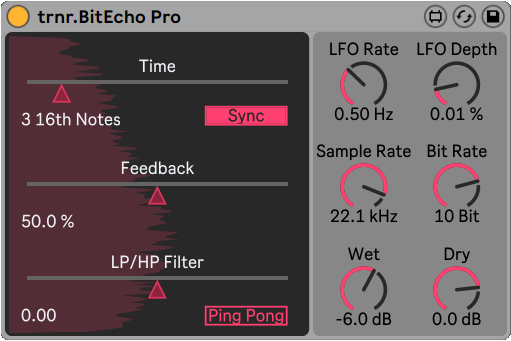 trnr.BitEcho Pro
Time
3 16th Notes
Sync
Feedback
50.0 %
LP/HP Filter
0.00
Ping Pong
LFO Rate
LFO Depth
0.50 Hz
0.01 %
Sample Rate
Bit Rate
22.1 kHz
10 Bit
Wet
Dry
-6.0 dB
0.0 dB